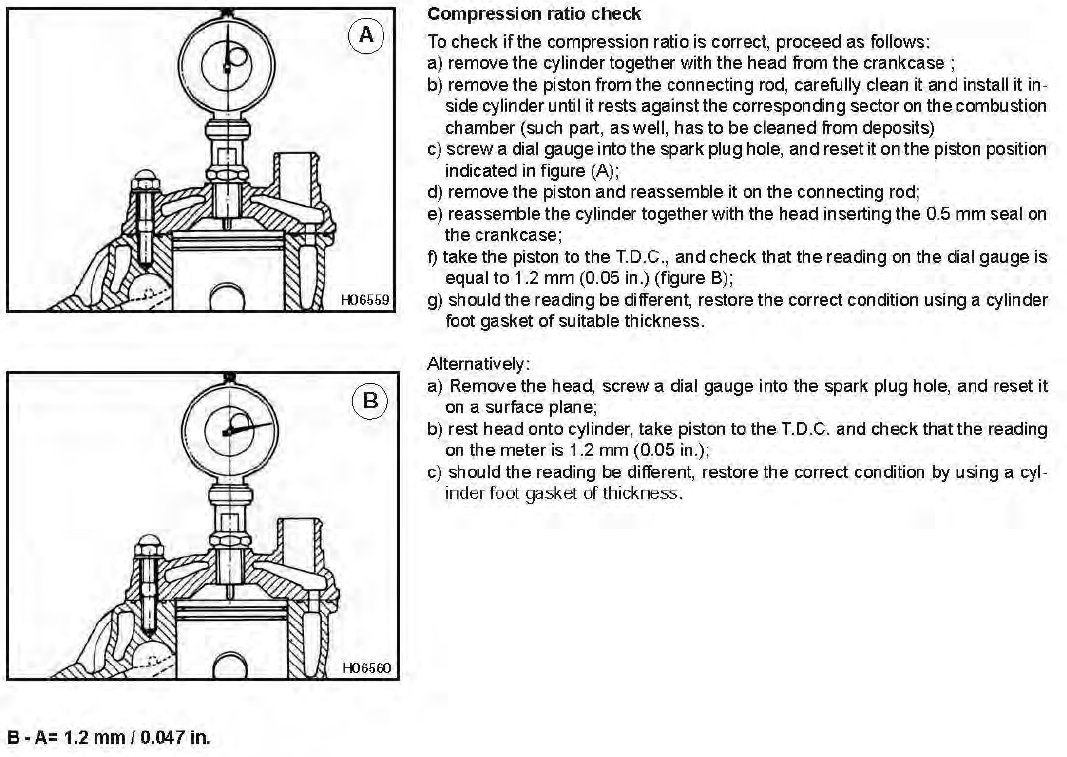 A
H06559
B
H06560
B - A= 1.2 mm / 0.047 in.
Compression ratio check
To check if the compression ratio is correct, proceed as follows:
a) remove the cylinder together with the head from the crankcase ;
b) remove the piston from the connecting rod, carefully clean it and install it in-
side cylinder until it rests against the corresponding sector on the combustion
chamber (such part, as well, has to be cleaned from deposits)
c) screw a dial gauge into the spark plug hole, and reset it on the piston position
indicated in figure (A);
d) remove the piston and reassemble it on the connecting rod;
e) reassemble the cylinder together with the head inserting the 0.5 mm seal on
the crankcase;
f) take the piston to the T.D.C., and check that the reading on the dial gauge is
equal to 1.2 mm (0.05 in.) (figure B);
g) should the reading be different, restore the correct condition using a cylinder
foot gasket of suitable thickness.
Alternatively:
a) Remove the head, screw a dial gauge into the spark plug hole, and reset it
on a surface plane;
b) rest head onto cylinder, take piston to the T.D.C. and check that the reading
on the meter is 1.2 mm (0.05 in.);
c) should the reading be different, restore the correct condition by using a cyl-
inder foot gasket of thickness.